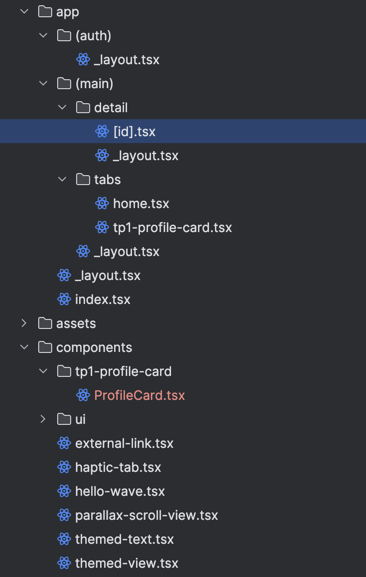 app
(auth)
_layout.tsx
(main)
detail
[id].tsx
_layout.tsx
tabs
home.tsx
tp1-profile-card.tsx
_layout.tsx
_layout.tsx
index.tsx
assets
components
tp1-profile-card
ProfileCard.tsx
ui
external-link.tsx
haptic-tab.tsx
hello-wave.tsx
parallax-scroll-view.tsx
themed-text.tsx
themed-view.tsx